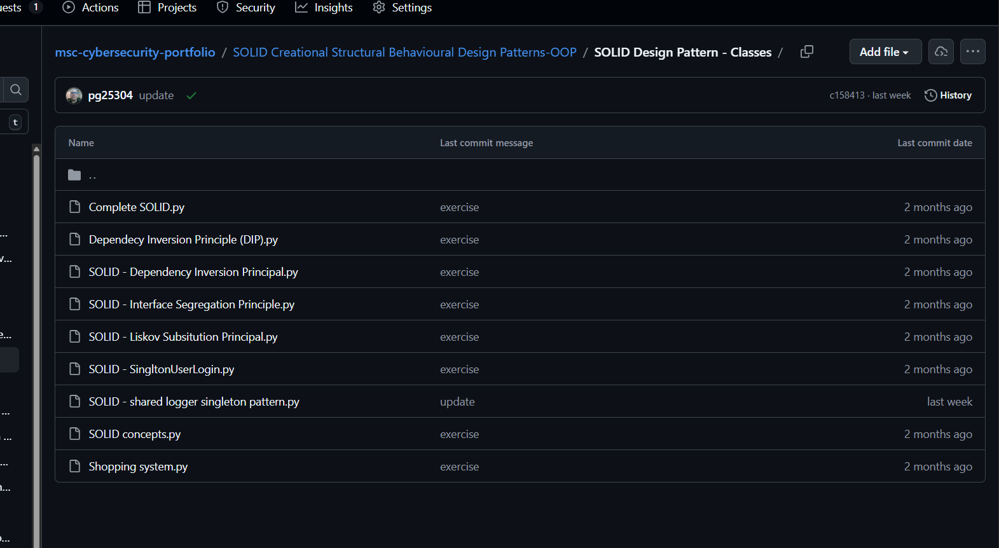 uests 1 Actions Projects Security Insights Settings
msc-cybersecurity-portfolio / SOLID Creational Structural Behavioural Design Patterns-OOP / SOLID Design Pattern - Classes / Add file
pg25304 update c158413 · last week History
t
Name Last commit message Last commit date
..
Complete SOLID.py exercise 2 months ago
Dependecy Inversion Principle (DIP).py exercise 2 months ago
SOLID - Dependency Inversion Principal.py exercise 2 months ago
SOLID - Interface Segregation Principle.py exercise 2 months ago
SOLID - Liskov Subsitution Principal.py exercise 2 months ago
SOLID - SingltonUserLogin.py exercise 2 months ago
SOLID - shared logger singleton pattern.py update last week
SOLID concepts.py exercise 2 months ago
Shopping system.py exercise 2 months ago